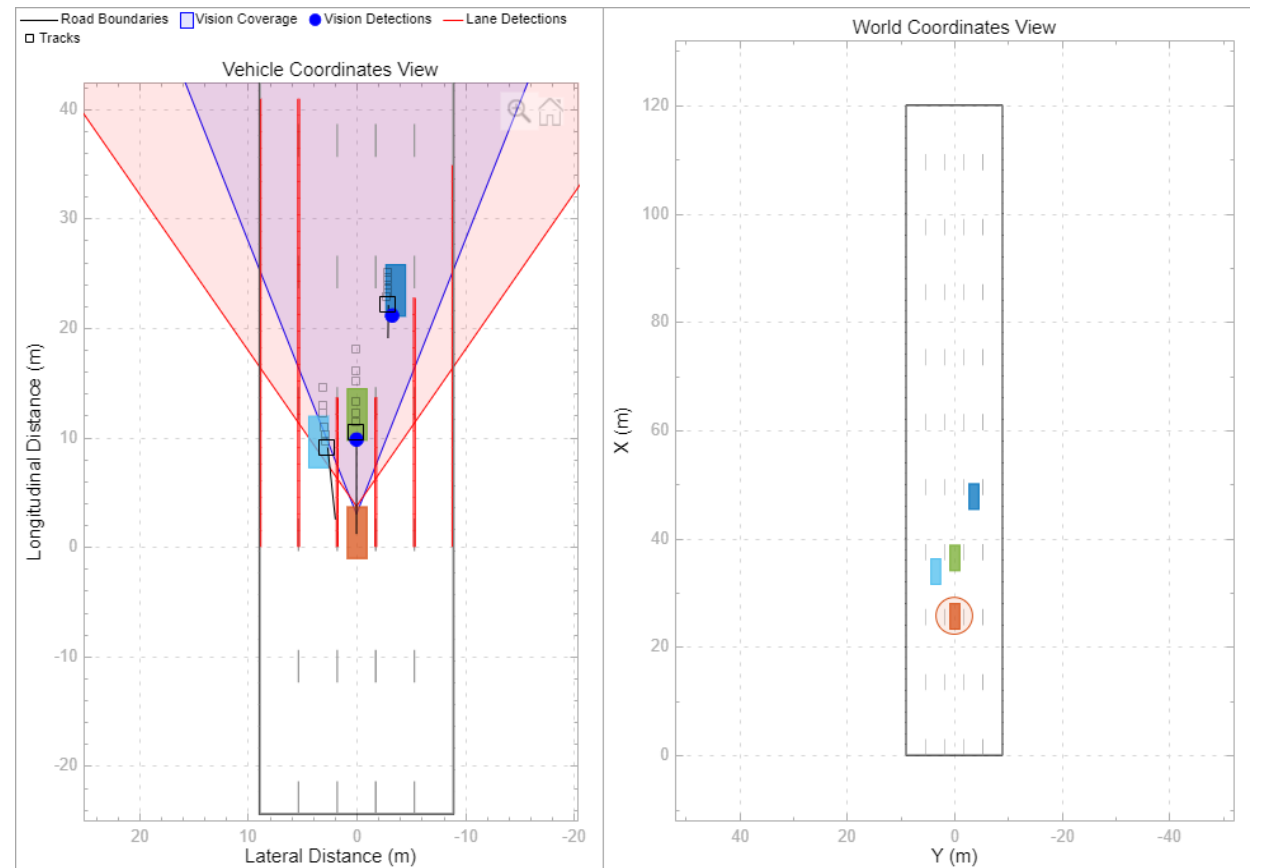 Road Boundaries Vision Coverage Vision Detections Lane Detections
Tracks
Vehicle Coordinates View
40
30
20
10
0
-10
-20
Longitudinal Distance (m)
20 10 0 -10 -20
Lateral Distance (m)
World Coordinates View
120
100
80
60
40
20
0
X (m)
40 20 0 -20 -40
Y (m)